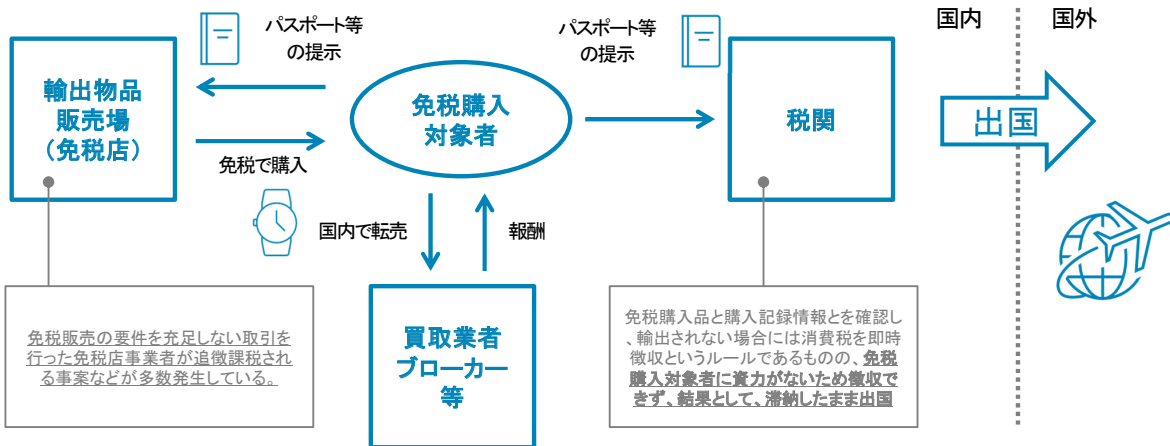 国内
国外
パスポート等
の提示
パスポート等
の提示
輸出物品
販売場
（免税店）
免税購入
対象者
税関
出国
免税で購入
国内で転売
報酬
免税販売の要件を充足しない取引を
行った免税店事業者が追徴課税され
る事案などが多数発生している。
買取業者
ブローカー
等
免税購入品と購入記録情報とを確認し
、輸出されない場合には消費税を即時
徴収というルールであるものの、免税
購入対象者に資力がないため徴収で
きず、結果として、滞納したまま出国